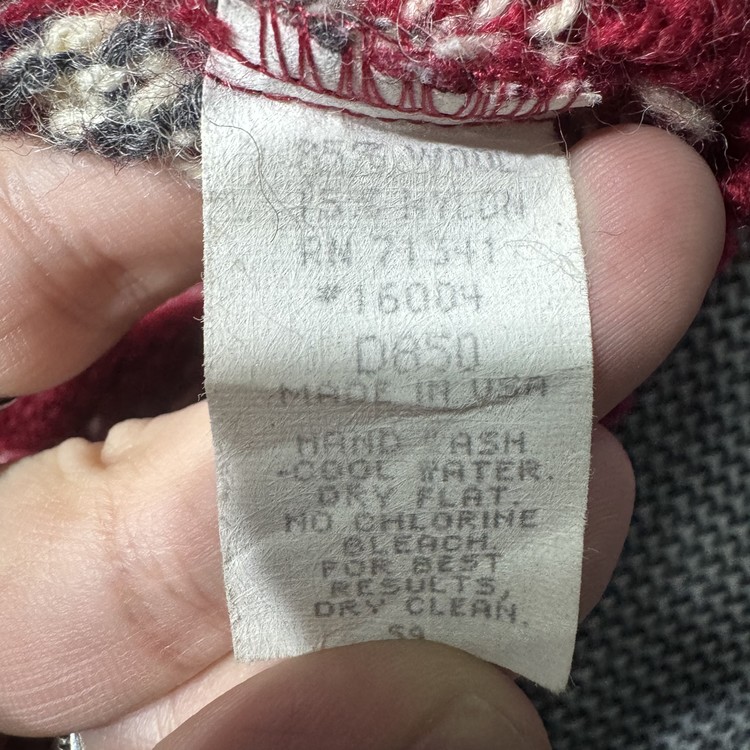 85% WOOL
15% NYLON
RN 71341
#16004
D850
MADE IN USA
HAND WASH
COOL WATER.
DRY FLAT.
NO CHLORINE
BLEACH.
FOR BEST
RESULTS,
DRY CLEAN.
59